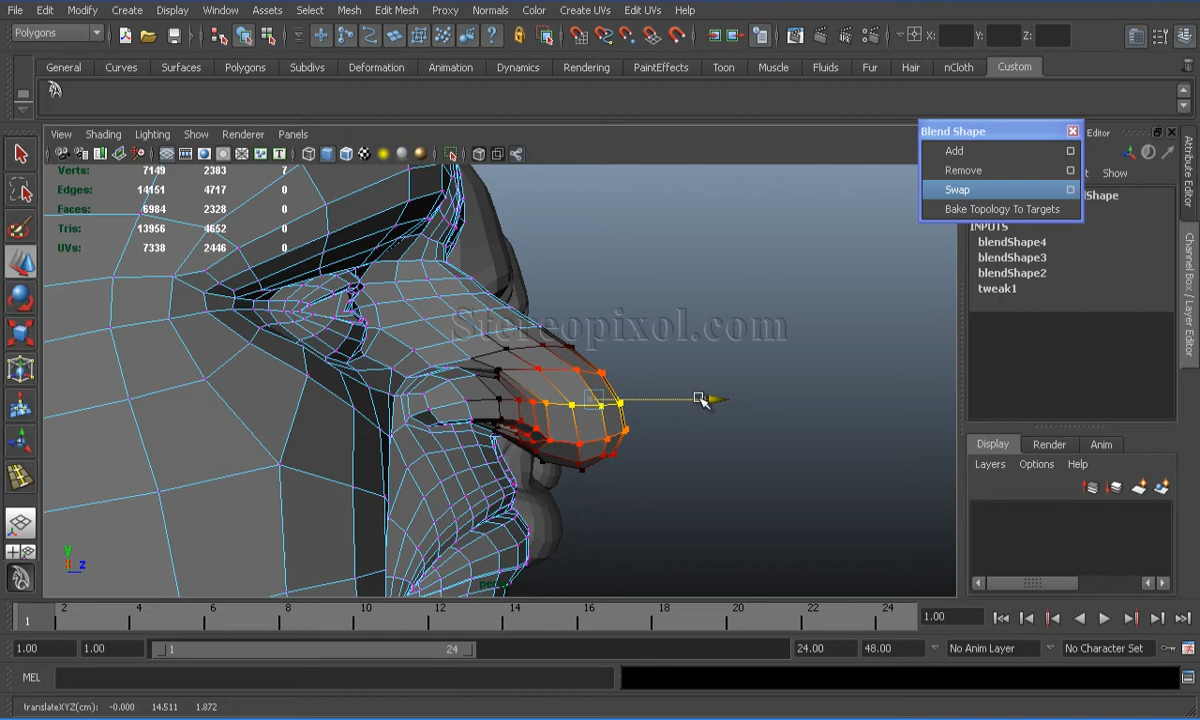 File Edit Modify Create Display Window Assets Select Mesh Edit Mesh Proxy Normals Color Create UVs Edit UVs Help
Polygons X: Y: Z:
General Curves Surfaces Polygons Subdivs Deformation Animation Dynamics Rendering PaintEffects Toon Muscle Fluids Fur Hair nCloth Custom
View Shading Lighting Show Renderer Panels
Verts: 7149 2383 7
Edges: 14151 4717 0
Faces: 6984 2328 0
Tris: 13956 4652 0
UVs: 7338 2446 0
Blend Shape
Add
Remove
Swap
Bake Topology To Targets
Editor
Show
dShape
INPUTS
blendShape4
blendShape3
blendShape2
tweak1
Attribute Editor
Channel Box / Layer Editor
Stereopixol.com
Display Render Anim
Layers Options Help
y
z
persp
2 4 6 8 10 12 14 16 18 20 22 24
1
1.00
1.00 1.00 1 24 24.00 48.00 No Anim Layer No Character Set
MEL
translateXYZ(cm): -0.000 14.511 1.872